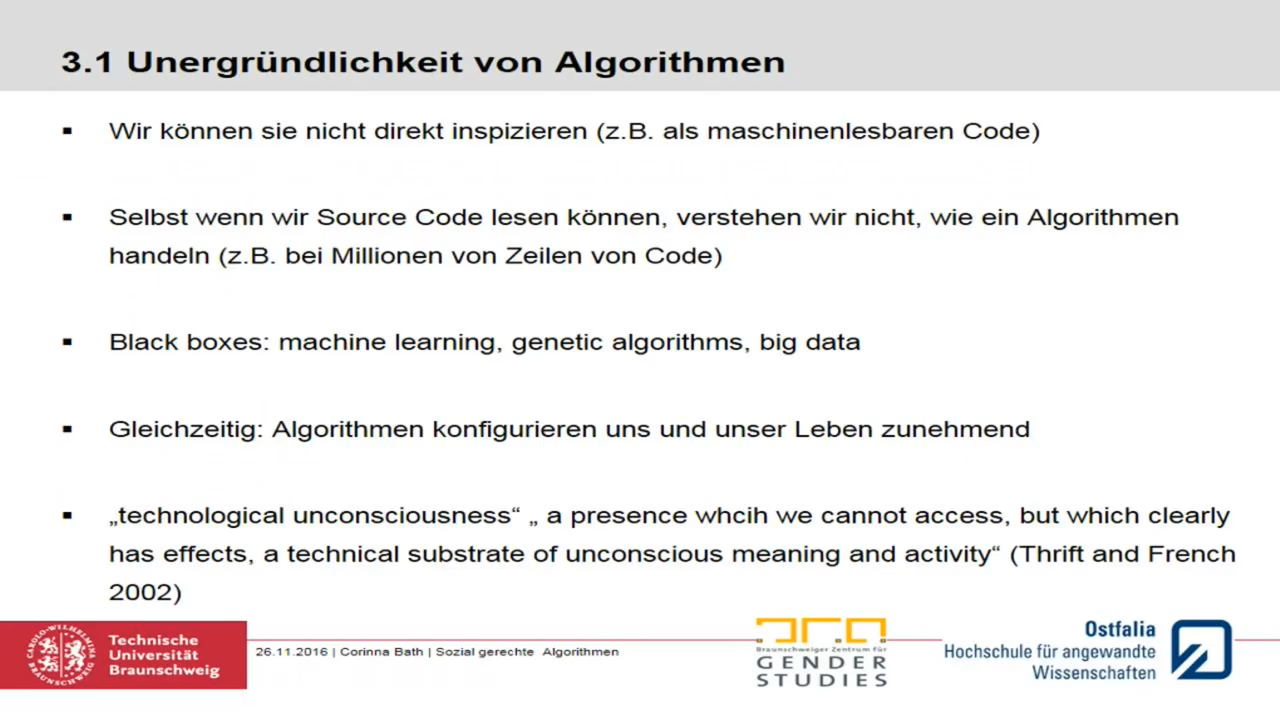 3.1 Unergründlichkeit von Algorithmen
▪ Wir können sie nicht direkt inspizieren (z.B. als maschinenlesbaren Code)
▪ Selbst wenn wir Source Code lesen können, verstehen wir nicht, wie ein Algorithmen
handeln (z.B. bei Millionen von Zeilen von Code)
▪ Black boxes: machine learning, genetic algorithms, big data
▪ Gleichzeitig: Algorithmen konfigurieren uns und unser Leben zunehmend
▪ „technological unconsciousness“ „ a presence whcih we cannot access, but which clearly
has effects, a technical substrate of unconscious meaning and activity“ (Thrift and French
2002)
CAROLO-WILHELMINA
BRAUNSCHWEIG
Technische
Universität
Braunschweig
26.11.2016 | Corinna Bath | Sozial gerechte Algorithmen
Braunschweiger Zentrum für
GENDER
STUDIES
Ostfalia
Hochschule für angewandte
Wissenschaften